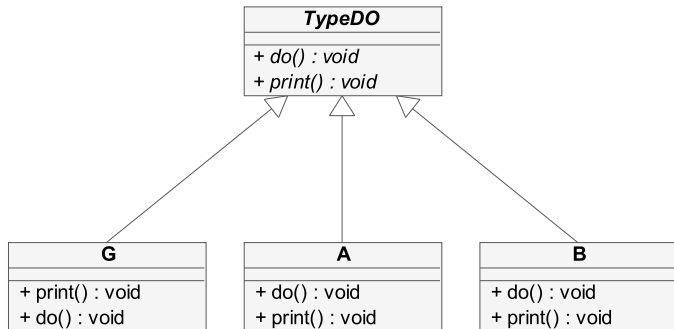 TypeDO
+ do() : void
+ print() : void
G
+ print() : void
+ do() : void
A
+ do() : void
+ print() : void
B
+ do() : void
+ print() : void